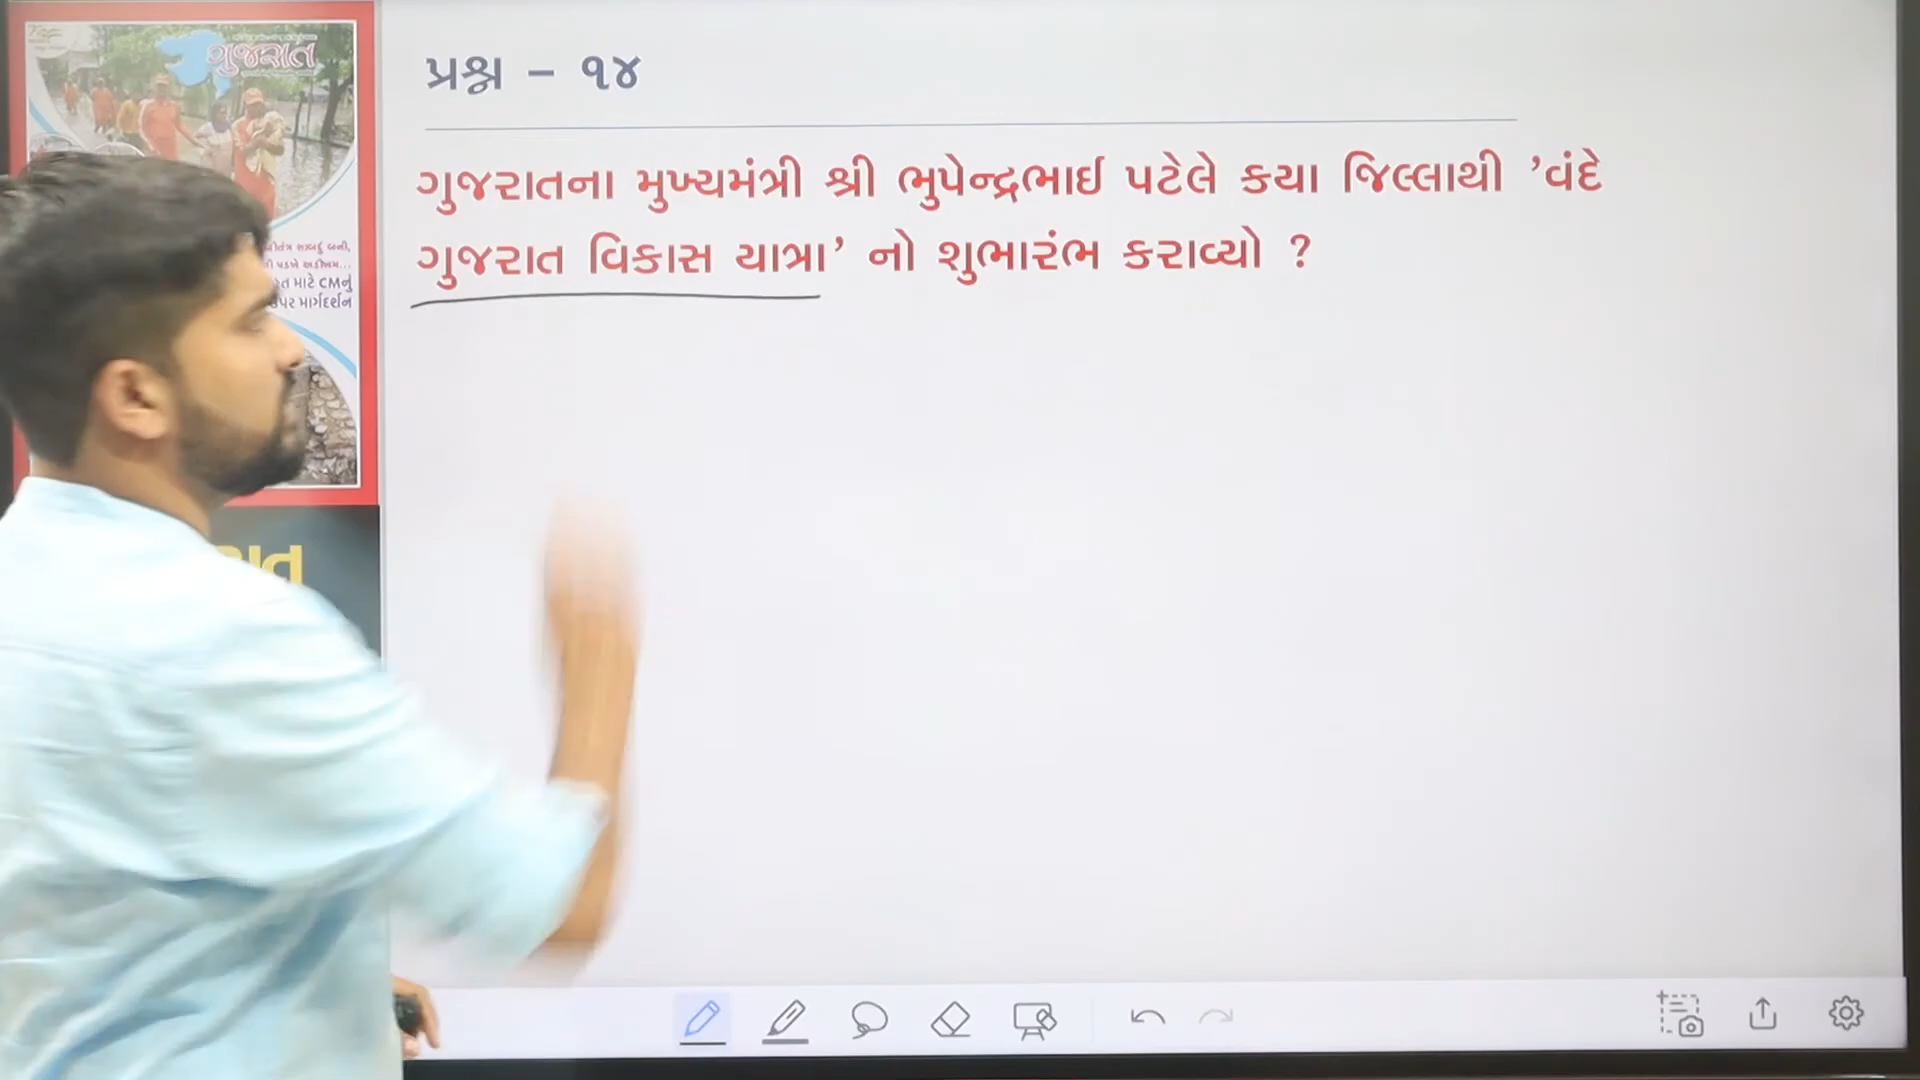 ગુજરાત
પ્રશ્ન – ૧૪
ગુજરાતના મુખ્યમંત્રી શ્રી ભુપેન્દ્રભાઈ પટેલે કયા જિલ્લાથી ’વંદે
ગુજરાત વિકાસ યાત્રા’ નો શુભારંભ કરાવ્યો ?
માટે CMનું
માર્ગદર્શન